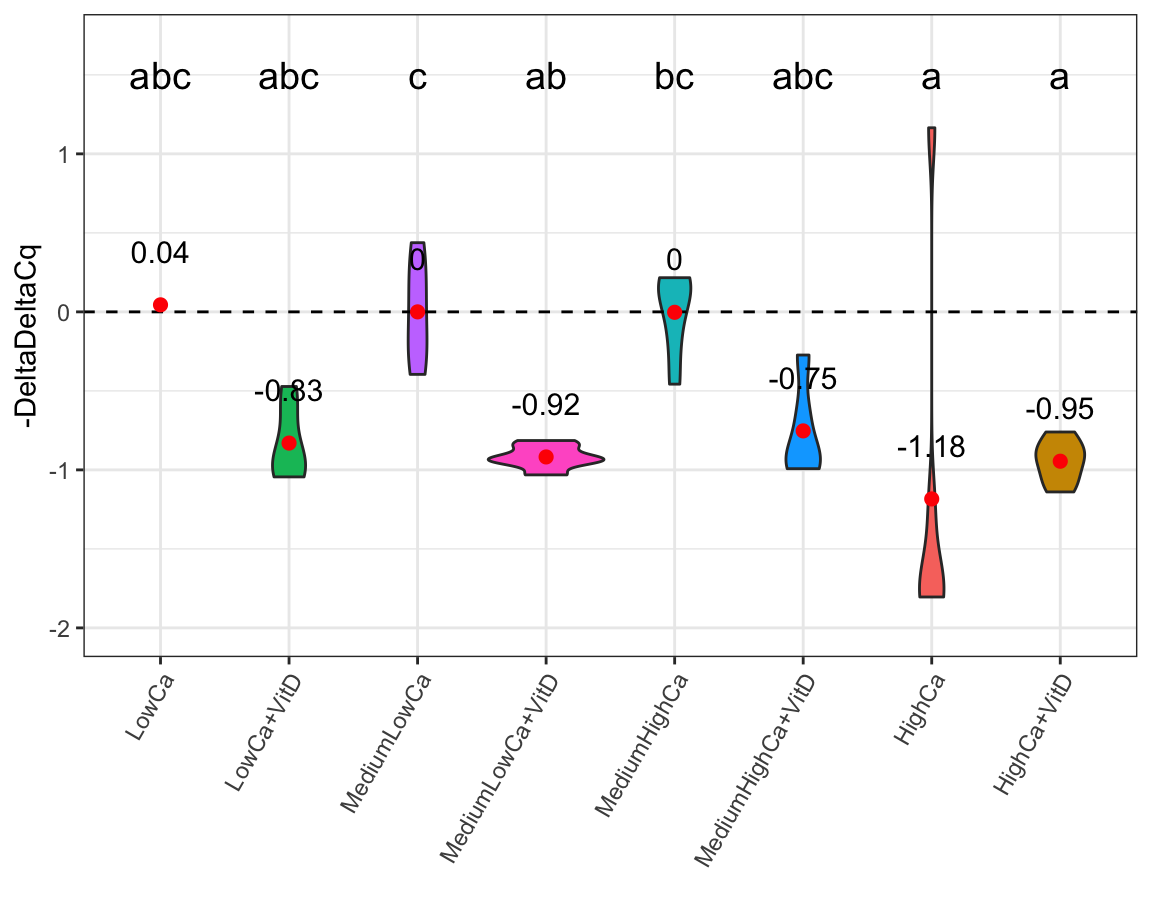 abc abc c ab bc abc a a
1
0.04
0
0
0
-0.83
-0.92
-0.75
-1.18
-0.95
-1
-2
-DeltaDeltaCq
LowCa
LowCa+VitD
MediumLowCa
MediumLowCa+VitD
MediumHighCa
MediumHighCa+VitD
HighCa
HighCa+VitD